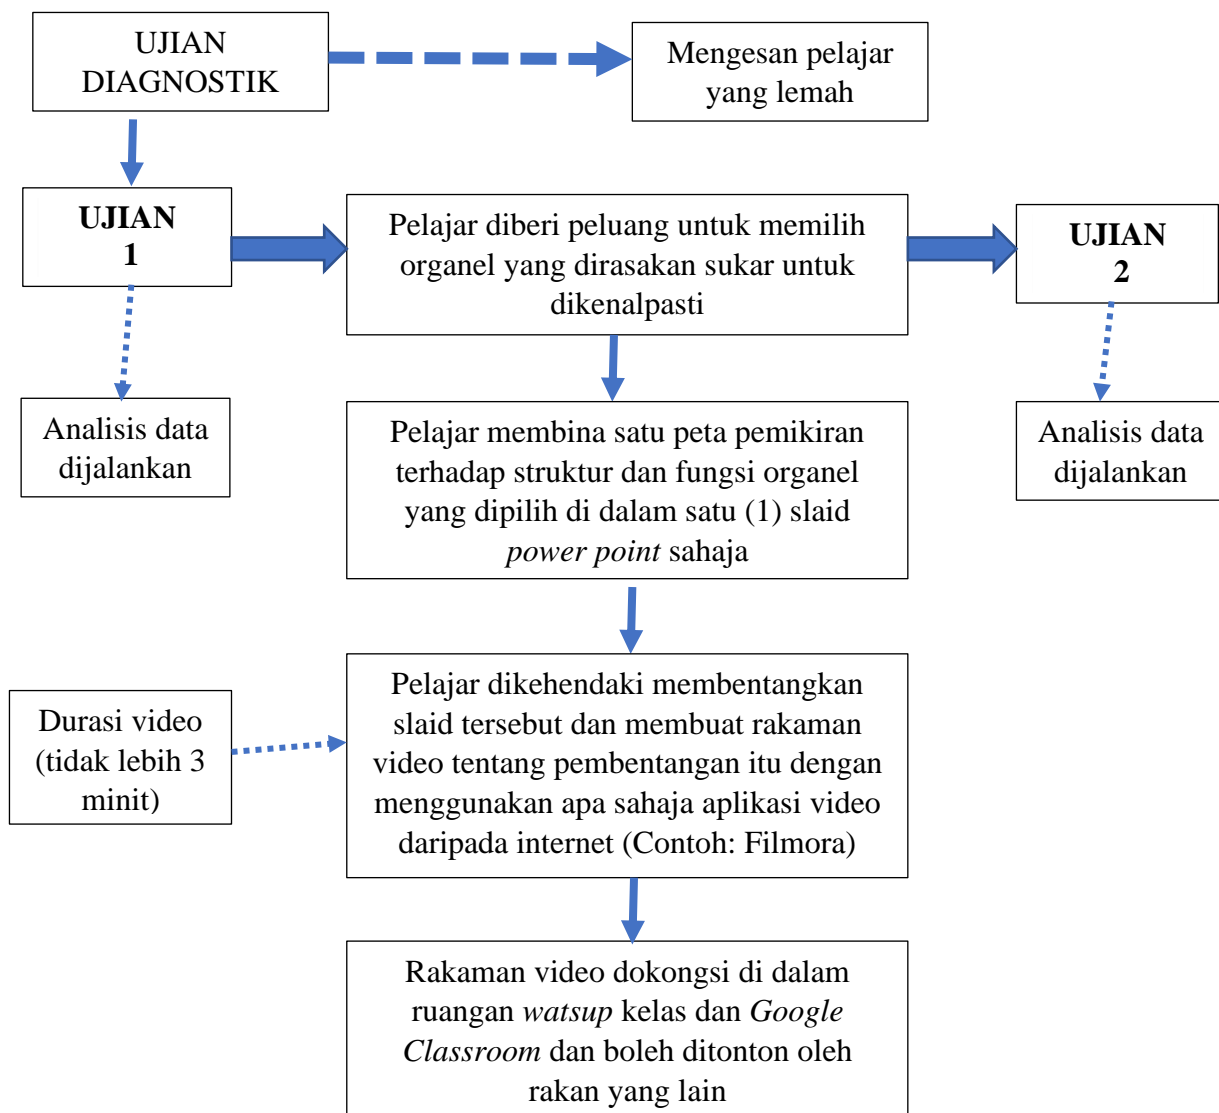 UJIAN
DIAGNOSTIK
Mengesan pelajar
yang lemah
UJIAN
1
Pelajar diberi peluang untuk memilih
organel yang dirasakan sukar untuk
dikenalpasti
UJIAN
2
Analisis data
dijalankan
Pelajar membina satu peta pemikiran
terhadap struktur dan fungsi organel
yang dipilih di dalam satu (1) slaid
power point sahaja
Analisis data
dijalankan
Durasi video
(tidak lebih 3
minit)
Pelajar dikehendaki membentangkan
slaid tersebut dan membuat rakaman
video tentang pembentangan itu dengan
menggunakan apa sahaja aplikasi video
daripada internet (Contoh: Filmora)
Rakaman video dokongsi di dalam
ruangan watsup kelas dan Google
Classroom dan boleh ditonton oleh
rakan yang lain